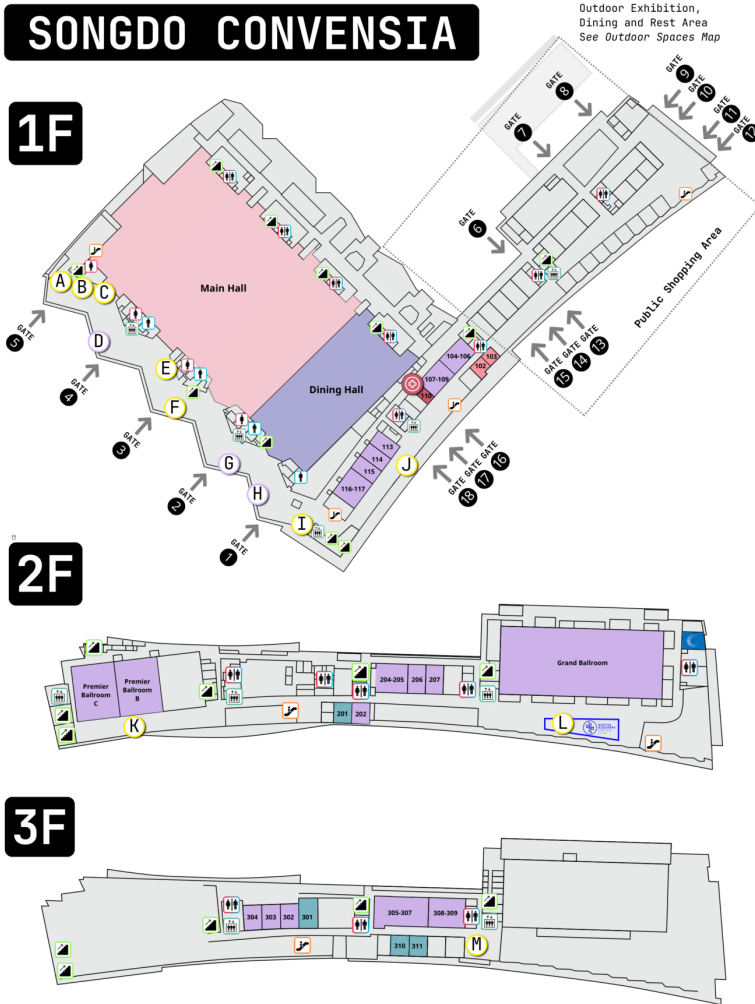 SONGDO CONVENSIA
Outdoor Exhibition,
Dining and Rest Area
See Outdoor Spaces Map
1F
GATE 9
GATE 10
GATE 11
GATE 12
GATE 8
GATE 7
GATE 6
Public Shopping Area
Main Hall
Dining Hall
A
B
C
D
E
F
G
H
I
J
104-106
103
102
107-109
110
113
114
115
116-117
GATE 5
GATE 4
GATE 3
GATE 2
GATE 1
GATE GATE GATE
15 14 13
GATE GATE GATE
18 17 16
2F
Premier
Ballroom
C
Premier
Ballroom
B
K
204-205
206
207
201
202
Grand Ballroom
L
3F
304
303
302
301
305-307
308-309
310
311
M